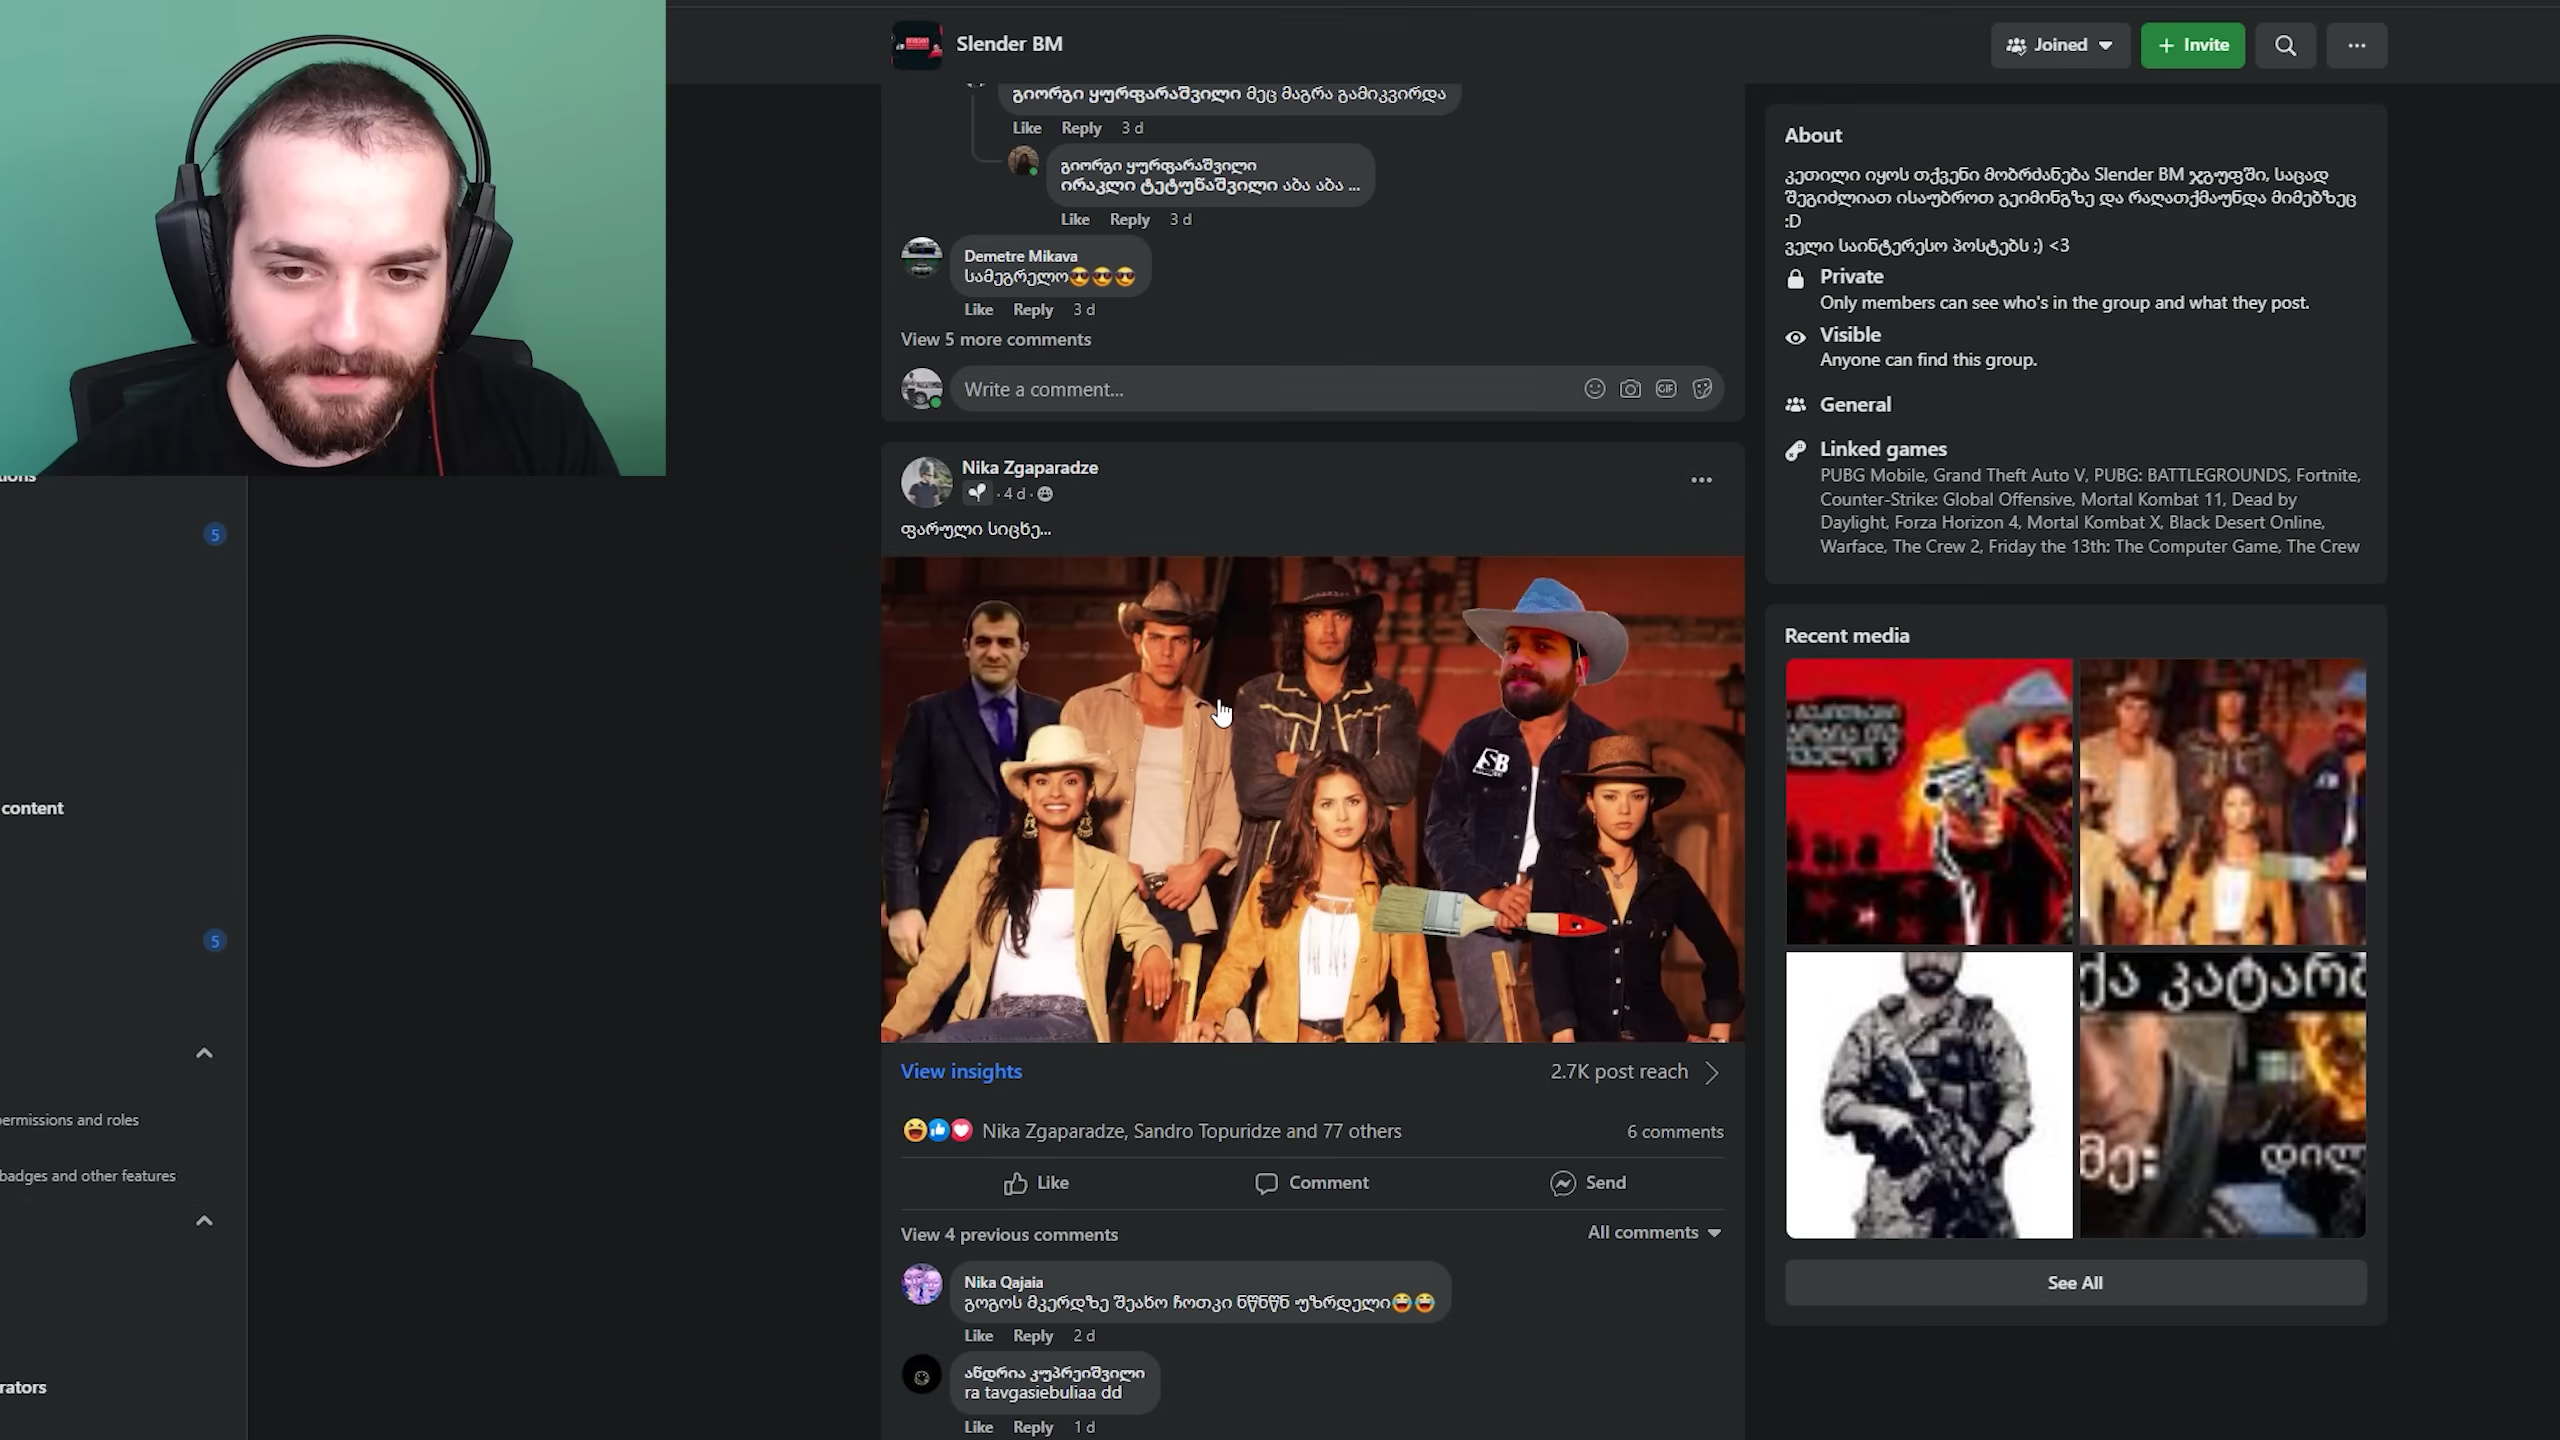 Slender BM
Joined
+ Invite
გიორგი ყურფარაშვილი მეც მაგრა გამიკვირდა
Like Reply 3 d
გიორგი ყურფარაშვილი
ირაკლი ტეტუნაშვილი აბა აბა ...
Like Reply 3 d
Demetre Mikava
სამეგრელო😎😎😎
Like Reply 3 d
View 5 more comments
Write a comment...
GIF
Nika Zgaparadze
· 4 d ·
ფარული სიცხე...
SB
View insights
2.7K post reach
Nika Zgaparadze, Sandro Topuridze and 77 others
6 comments
Like Comment Send
View 4 previous comments
All comments
Nika Qajaia
გოგოს მკერდზე შეახო ჩოთკი ნწნწნ უზრდელი😂😂
Like Reply 2 d
ანდრია კუპრეიშვილი
ra tavgasiebuliaa dd
Like Reply 1 d
About
კეთილი იყოს თქვენი მობრძანება Slender BM ჯგუფში, საცად
შეგიძლიათ ისაუბროთ გეიმინგზე და რაღათქმაუნდა მიმებზეც
:D
ველი საინტერესო პოსტებს ;) <3
Private
Only members can see who's in the group and what they post.
Visible
Anyone can find this group.
General
Linked games
PUBG Mobile, Grand Theft Auto V, PUBG: BATTLEGROUNDS, Fortnite,
Counter-Strike: Global Offensive, Mortal Kombat 11, Dead by
Daylight, Forza Horizon 4, Mortal Kombat X, Black Desert Online,
Warface, The Crew 2, Friday the 13th: The Computer Game, The Crew
Recent media
See All
5
content
5
permissions and roles
badges and other features
rators